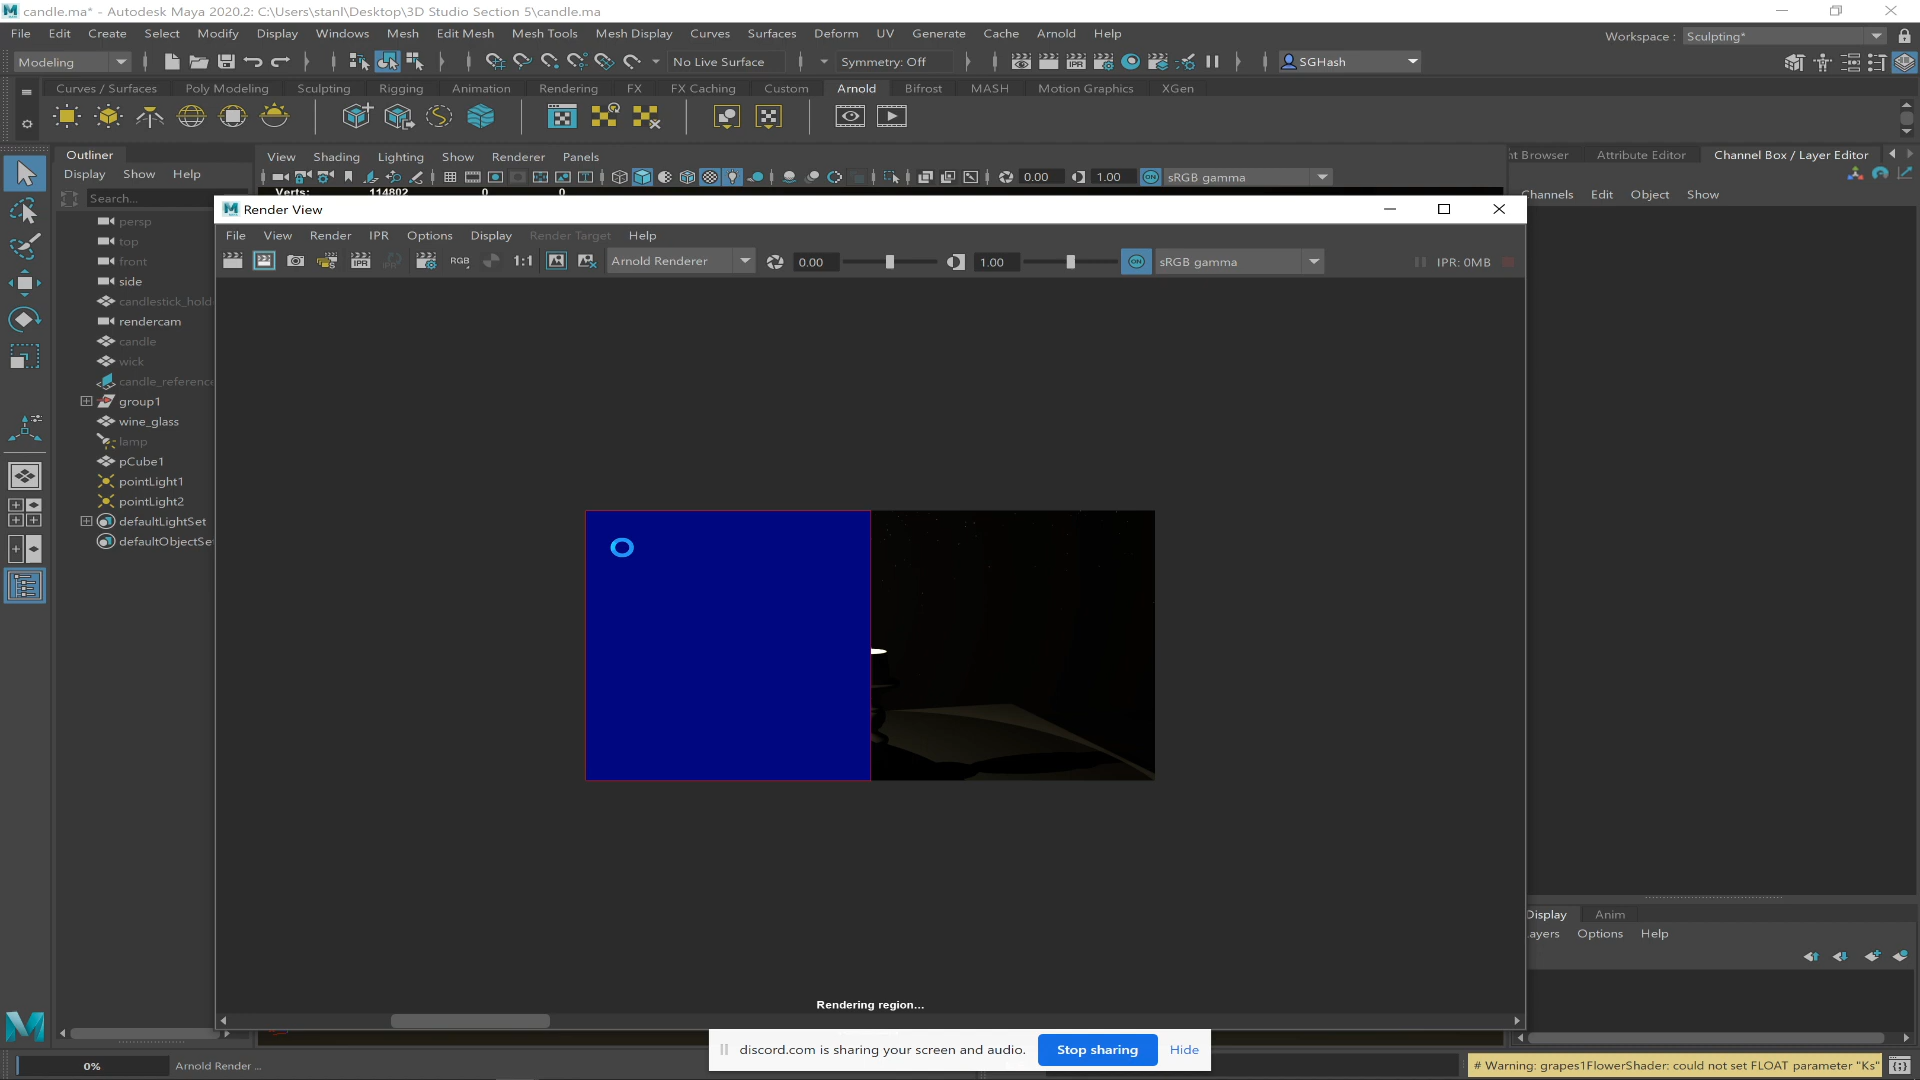 candle.ma* - Autodesk Maya 2020.2: C:\Users\stanl\Desktop\3D Studio Section 5\candle.ma
File Edit Create Select Modify Display Windows Mesh Edit Mesh Mesh Tools Mesh Display Curves Surfaces Deform UV Generate Cache Arnold Help
Workspace : Sculpting*
Modeling No Live Surface Symmetry: Off SGHash
Curves / Surfaces Poly Modeling Sculpting Rigging Animation Rendering FX FX Caching Custom Arnold Bifrost MASH Motion Graphics XGen
Outliner
Display Show Help
Search...
persp
top
front
side
candlestick_hold
rendercam
candle
wick
candle_reference
group1
wine_glass
lamp
pCube1
pointLight1
pointLight2
defaultLightSet
defaultObjectSe
View Shading Lighting Show Renderer Panels
0.00 1.00 ON sRGB gamma
Verts: 114802 0 0
Render View
File View Render IPR Options Display Render Target Help
IPR IPR RGB 1:1 Arnold Renderer 0.00 1.00 ON sRGB gamma IPR: 0MB
Rendering region...
t Browser Attribute Editor Channel Box / Layer Editor
Channels Edit Object Show
Display Anim
ayers Options Help
discord.com is sharing your screen and audio. Stop sharing Hide
0% Arnold Render ...
# Warning: grapes1FlowerShader: could not set FLOAT parameter "Ks"